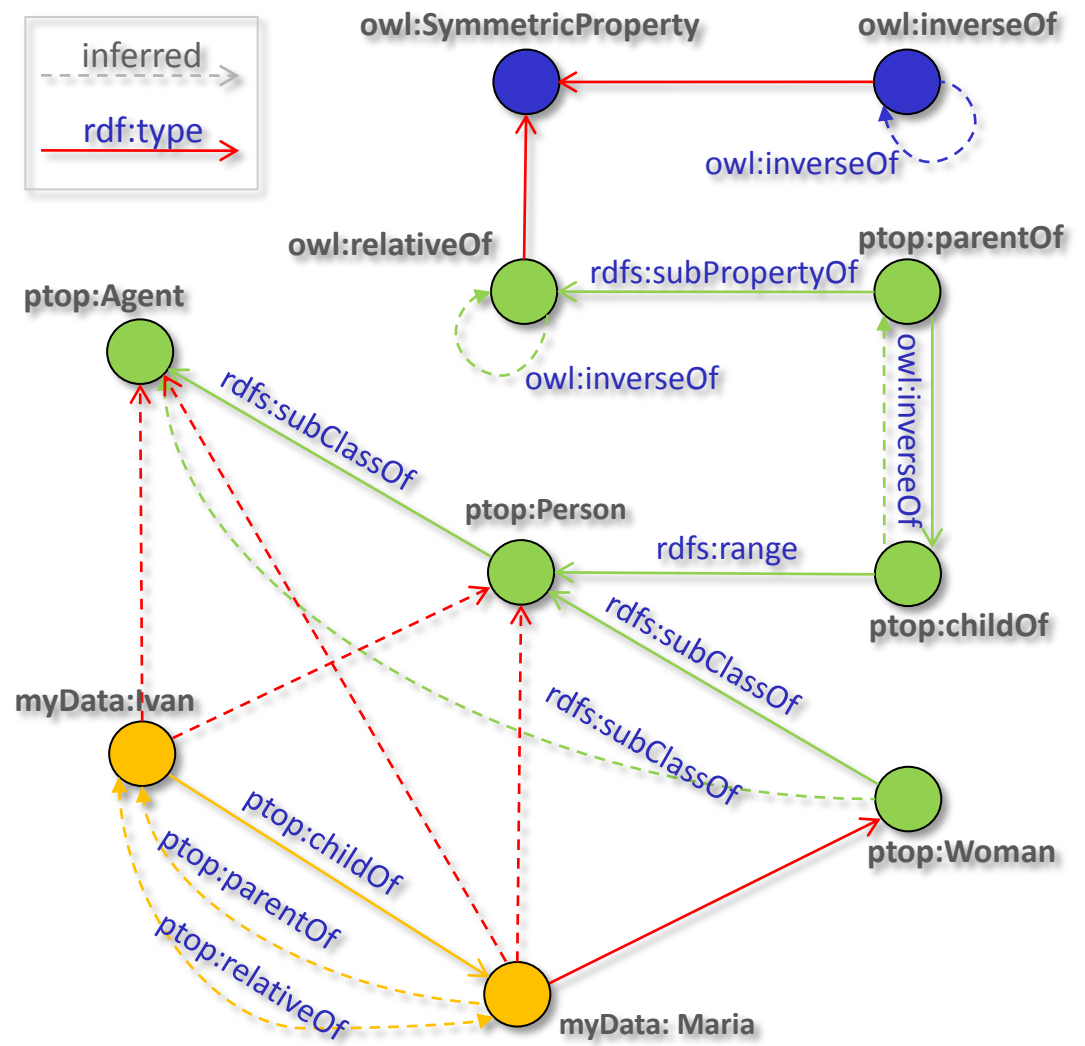 owl:SymmetricProperty
owl:inverseOf
inferred
rdf:type
owl:inverseOf
owl:relativeOf
ptop:parentOf
rdfs:subPropertyOf
ptop:Agent
owl:inverseOf
owl:inverseOf
rdfs:subClassOf
ptop:Person
rdfs:range
ptop:childOf
rdfs:subClassOf
myData:Ivan
rdfs:subClassOf
ptop:childOf
ptop:parentOf
ptop:Woman
ptop:relativeOf
myData: Maria